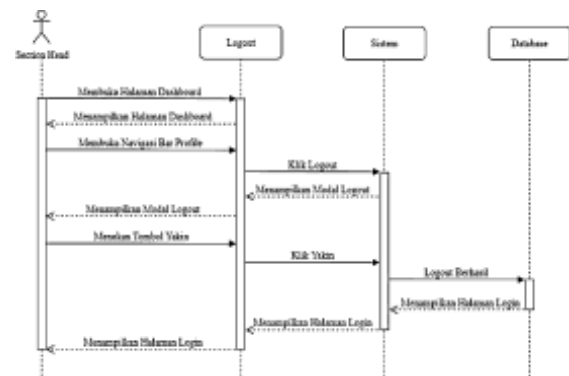 Section Head
Logout
Sistem
Database
Membuka Halaman Dashboard
Menampilkan Halaman Dashboard
Membuka Navigasi Bar Profile
Klik Logout
Menampilkan Modal Logout
Menampilkan Modal Logout
Menekan Tombol Yakin
Klik Yakin
Logout Berhasil
Menampilkan Halaman Login
Menampilkan Halaman Login
Menampilkan Halaman Login